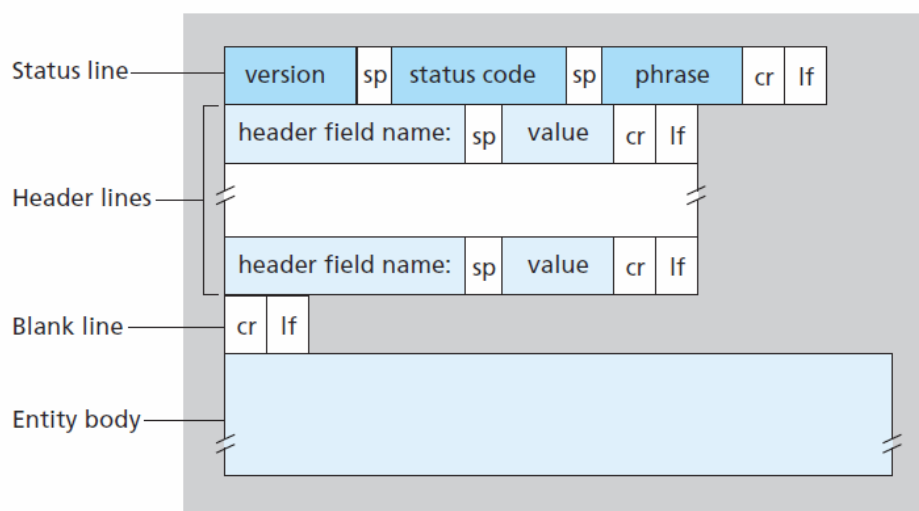 Status line version sp status code sp phrase cr lf
header field name: sp value cr lf
Header lines
header field name: sp value cr lf
Blank line cr lf
Entity body